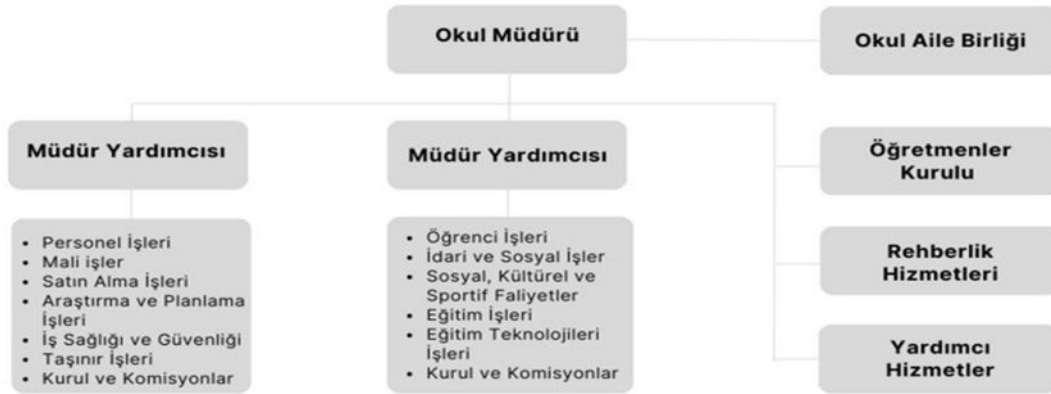 Okul Müdürü
Okul Aile Birliği
Müdür Yardımcısı
Müdür Yardımcısı
Öğretmenler
Kurulu
• Personel İşleri
• Mali işler
• Satın Alma İşleri
• Araştırma ve Planlama
İşleri
• İş Sağlığı ve Güvenliği
• Taşınır İşleri
• Kurul ve Komisyonlar
• Öğrenci İşleri
• İdari ve Sosyal İşler
• Sosyal, Kültürel ve
Sportif Faliyetler
• Eğitim İşleri
• Eğitim Teknolojileri
İşleri
• Kurul ve Komisyonlar
Rehberlik
Hizmetleri
Yardımcı
Hizmetler